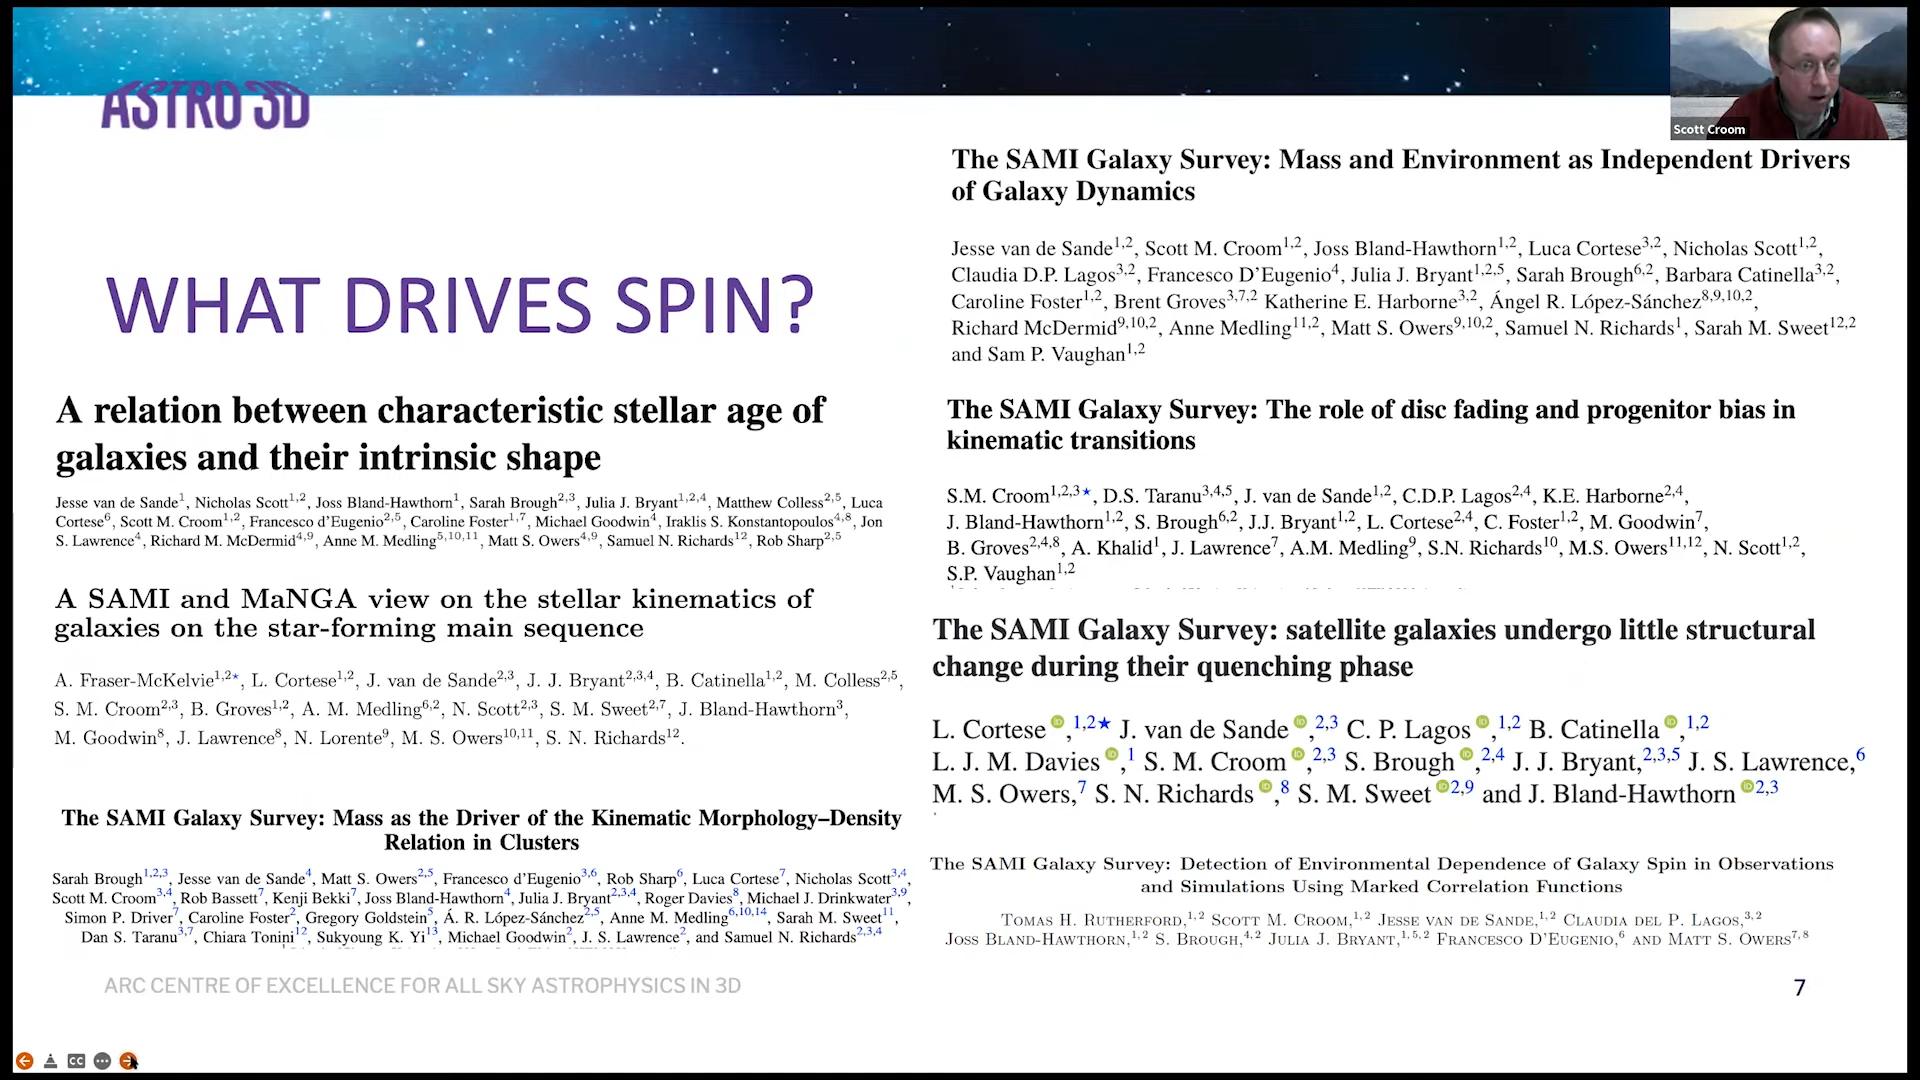 ASTRO 3D
Scott Croom
WHAT DRIVES SPIN?
A relation between characteristic stellar age of
galaxies and their intrinsic shape
Jesse van de Sande1, Nicholas Scott1,2, Joss Bland-Hawthorn1, Sarah Brough2,3, Julia J. Bryant1,2,4, Matthew Colless2,5, Luca
Cortese6, Scott M. Croom1,2, Francesco d'Eugenio2,5, Caroline Foster1,7, Michael Goodwin4, Iraklis S. Konstantopoulos4,8, Jon
S. Lawrence4, Richard M. McDermid4,9, Anne M. Medling5,10,11, Matt S. Owers4,9, Samuel N. Richards12, Rob Sharp2,5
A SAMI and MaNGA view on the stellar kinematics of
galaxies on the star-forming main sequence
A. Fraser-McKelvie1,2⋆, L. Cortese1,2, J. van de Sande2,3, J. J. Bryant2,3,4, B. Catinella1,2, M. Colless2,5,
S. M. Croom2,3, B. Groves1,2, A. M. Medling6,2, N. Scott2,3, S. M. Sweet2,7, J. Bland-Hawthorn3,
M. Goodwin8, J. Lawrence8, N. Lorente9, M. S. Owers10,11, S. N. Richards12.
The SAMI Galaxy Survey: Mass as the Driver of the Kinematic Morphology–Density
Relation in Clusters
Sarah Brough1,2,3, Jesse van de Sande4, Matt S. Owers2,5, Francesco d'Eugenio3,6, Rob Sharp6, Luca Cortese7, Nicholas Scott3,4,
Scott M. Croom3,4, Rob Bassett7, Kenji Bekki7, Joss Bland-Hawthorn4, Julia J. Bryant2,3,4, Roger Davies8, Michael J. Drinkwater3,9,
Simon P. Driver7, Caroline Foster2, Gregory Goldstein5, Á. R. López-Sánchez2,5, Anne M. Medling6,10,14, Sarah M. Sweet11,
Dan S. Taranu3,7, Chiara Tonini12, Sukyoung K. Yi13, Michael Goodwin2, J. S. Lawrence2, and Samuel N. Richards2,3,4
The SAMI Galaxy Survey: Mass and Environment as Independent Drivers
of Galaxy Dynamics
Jesse van de Sande1,2, Scott M. Croom1,2, Joss Bland-Hawthorn1,2, Luca Cortese3,2, Nicholas Scott1,2,
Claudia D.P. Lagos3,2, Francesco D'Eugenio4, Julia J. Bryant1,2,5, Sarah Brough6,2, Barbara Catinella3,2,
Caroline Foster1,2, Brent Groves3,7,2 Katherine E. Harborne3,2, Ángel R. López-Sánchez8,9,10,2,
Richard McDermid9,10,2, Anne Medling11,2, Matt S. Owers9,10,2, Samuel N. Richards1, Sarah M. Sweet12,2
and Sam P. Vaughan1,2
The SAMI Galaxy Survey: The role of disc fading and progenitor bias in
kinematic transitions
S.M. Croom1,2,3⋆, D.S. Taranu3,4,5, J. van de Sande1,2, C.D.P. Lagos2,4, K.E. Harborne2,4,
J. Bland-Hawthorn1,2, S. Brough6,2, J.J. Bryant1,2, L. Cortese2,4, C. Foster1,2, M. Goodwin7,
B. Groves2,4,8, A. Khalid1, J. Lawrence7, A.M. Medling9, S.N. Richards10, M.S. Owers11,12, N. Scott1,2,
S.P. Vaughan1,2
The SAMI Galaxy Survey: satellite galaxies undergo little structural
change during their quenching phase
L. Cortese iD,1,2★ J. van de Sande iD,2,3 C. P. Lagos iD,1,2 B. Catinella iD,1,2
L. J. M. Davies iD,1 S. M. Croom iD,2,3 S. Brough iD,2,4 J. J. Bryant,2,3,5 J. S. Lawrence,6
M. S. Owers,7 S. N. Richards iD,8 S. M. Sweet iD2,9 and J. Bland-Hawthorn iD2,3
The SAMI Galaxy Survey: Detection of Environmental Dependence of Galaxy Spin in Observations
and Simulations Using Marked Correlation Functions
Tomas H. Rutherford,1,2 Scott M. Croom,1,2 Jesse van de Sande,1,2 Claudia del P. Lagos,3,2
Joss Bland-Hawthorn,1,2 S. Brough,4,2 Julia J. Bryant,1,5,2 Francesco D'Eugenio,6 and Matt S. Owers7,8
ARC CENTRE OF EXCELLENCE FOR ALL SKY ASTROPHYSICS IN 3D
7
CC